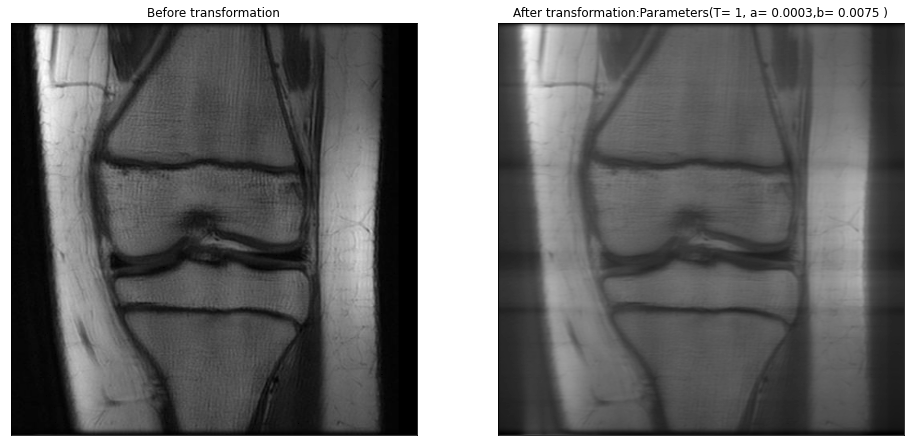 Before transformation
After transformation:Parameters(T= 1, a= 0.0003,b= 0.0075 )